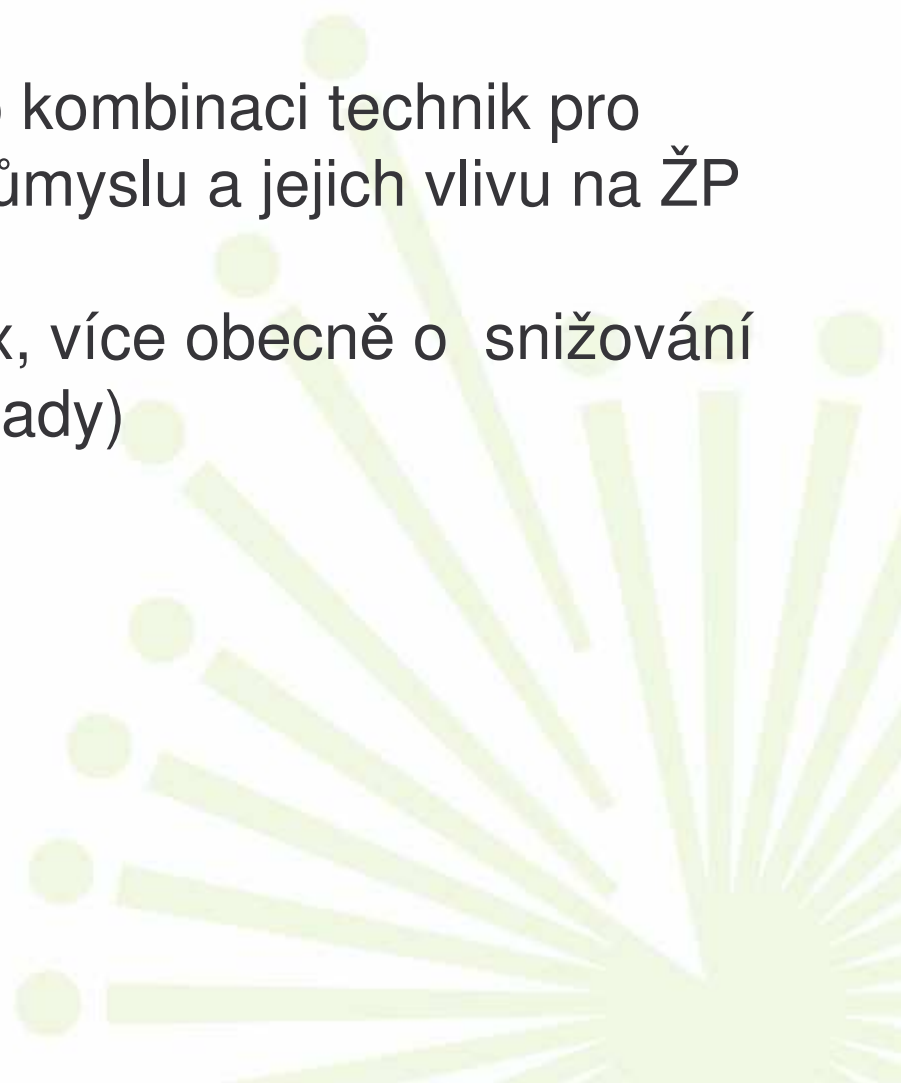 kombinaci technik pro
ůmyslu a jejich vlivu na ŽP
x, více obecně o snižování
ady)